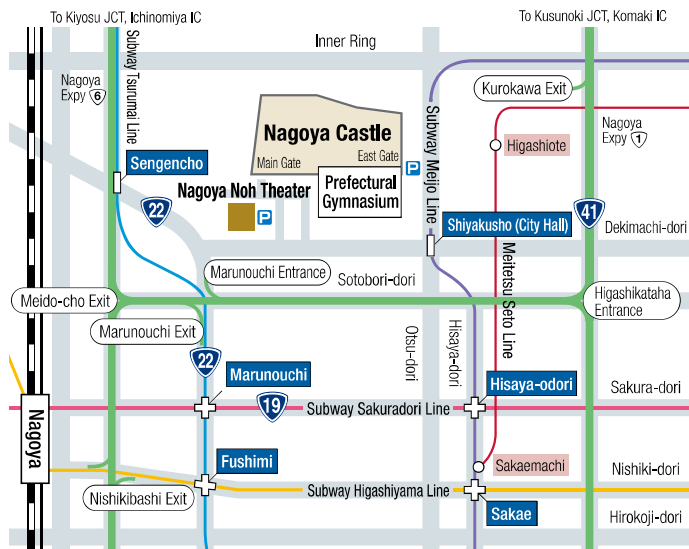 To Kiyosu JCT, Ichinomiya IC
To Kusunoki JCT, Komaki IC
Inner Ring
Subway Tsurumai Line
Nagoya
Expy 6
Kurokawa Exit
Nagoya Castle
Main Gate
East Gate
Subway Meijo Line
Nagoya
Expy 1
Higashiote
Sengencho
Prefectural
Gymnasium
P
Nagoya Noh Theater
P
22
41
Shiyakusho (City Hall)
Dekimachi-dori
Meitetsu Seto Line
Marunouchi Entrance
Sotobori-dori
Meido-cho Exit
Higashikataha
Entrance
Marunouchi Exit
Otsu-dori
Hisaya-dori
22
Marunouchi
Hisaya-odori
Sakura-dori
19
Subway Sakuradori Line
Nagoya
Fushimi
Sakaemachi
Nishiki-dori
Nishikibashi Exit
Subway Higashiyama Line
Sakae
Hirokoji-dori